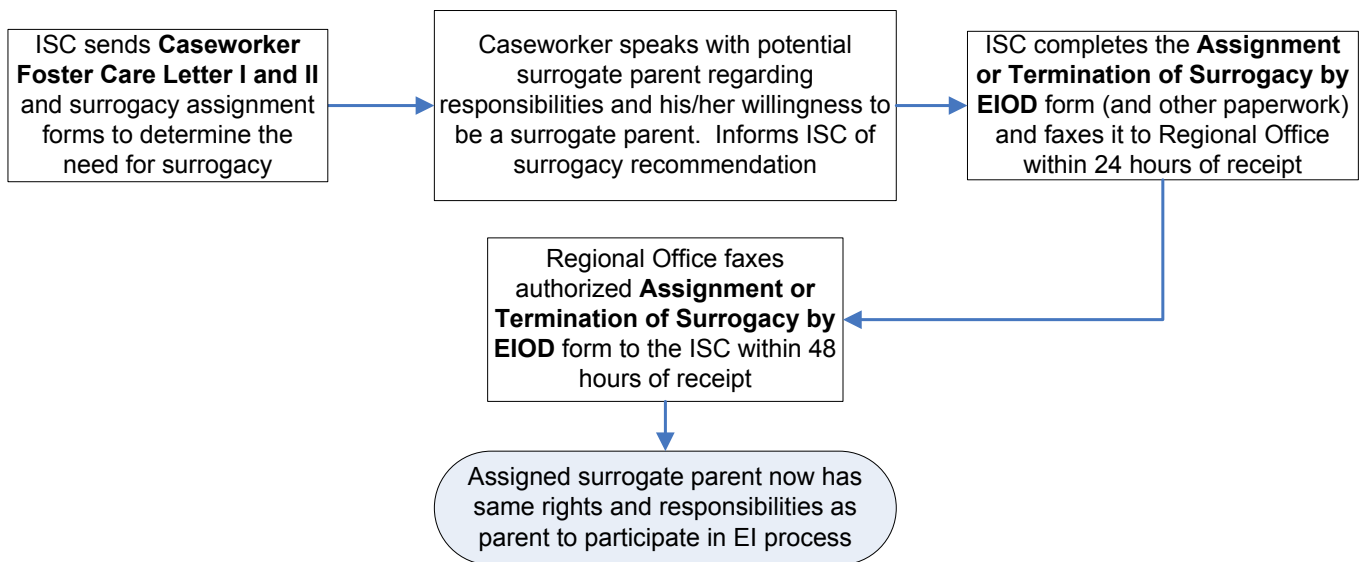 ISC sends Caseworker
Foster Care Letter I and II
and surrogacy assignment
forms to determine the
need for surrogacy
Caseworker speaks with potential
surrogate parent regarding
responsibilities and his/her willingness to
be a surrogate parent.  Informs ISC of
surrogacy recommendation
ISC completes the Assignment
or Termination of Surrogacy by
EIOD form (and other paperwork)
and faxes it to Regional Office
within 24 hours of receipt
Regional Office faxes
authorized Assignment or
Termination of Surrogacy by
EIOD form to the ISC within 48
hours of receipt
Assigned surrogate parent now has
same rights and responsibilities as
parent to participate in EI process